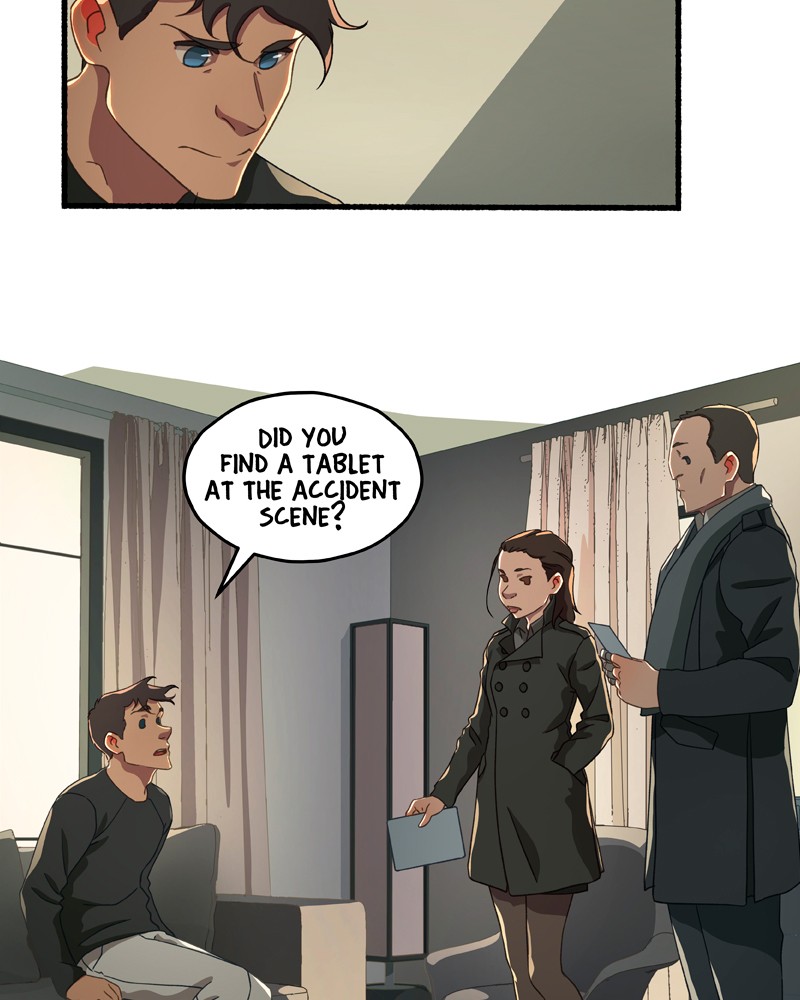 DID YOU
FIND A TABLET
AT THE ACCIDENT
SCENE?